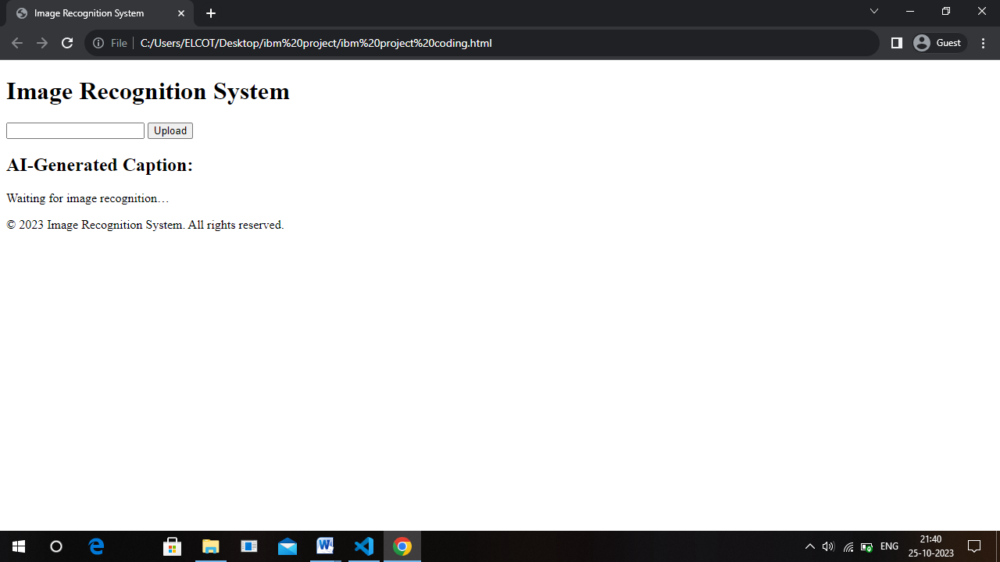 Image Recognition System
File
C:/Users/ELCOT/Desktop/ibm%20project/ibm%20project%20coding.html
Guest
Image Recognition System
Upload
AI-Generated Caption:
Waiting for image recognition…
© 2023 Image Recognition System. All rights reserved.
ENG
21:40
25-10-2023